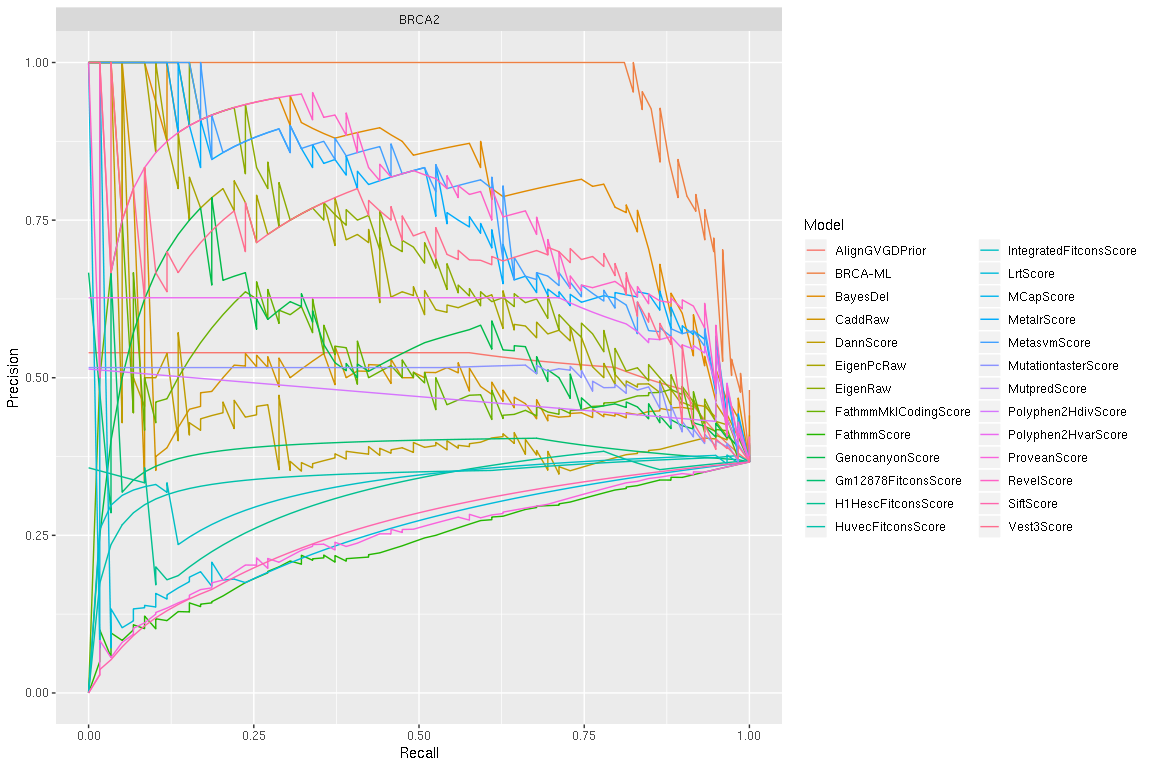 BRCA2
1.00
0.75
0.50
0.25
0.00
Precision
0.00 0.25 0.50 0.75 1.00
Recall
Model
AlignGVGDPrior
BRCA-ML
BayesDel
CaddRaw
DannScore
EigenPcRaw
EigenRaw
FathmmMklCodingScore
FathmmScore
GenocanyonScore
Gm12878FitconsScore
H1HescFitconsScore
HuvecFitconsScore
IntegratedFitconsScore
LrtScore
MCapScore
MetalrScore
MetasvmScore
MutationtasterScore
MutpredScore
Polyphen2HdivScore
Polyphen2HvarScore
ProveanScore
RevelScore
SiftScore
Vest3Score